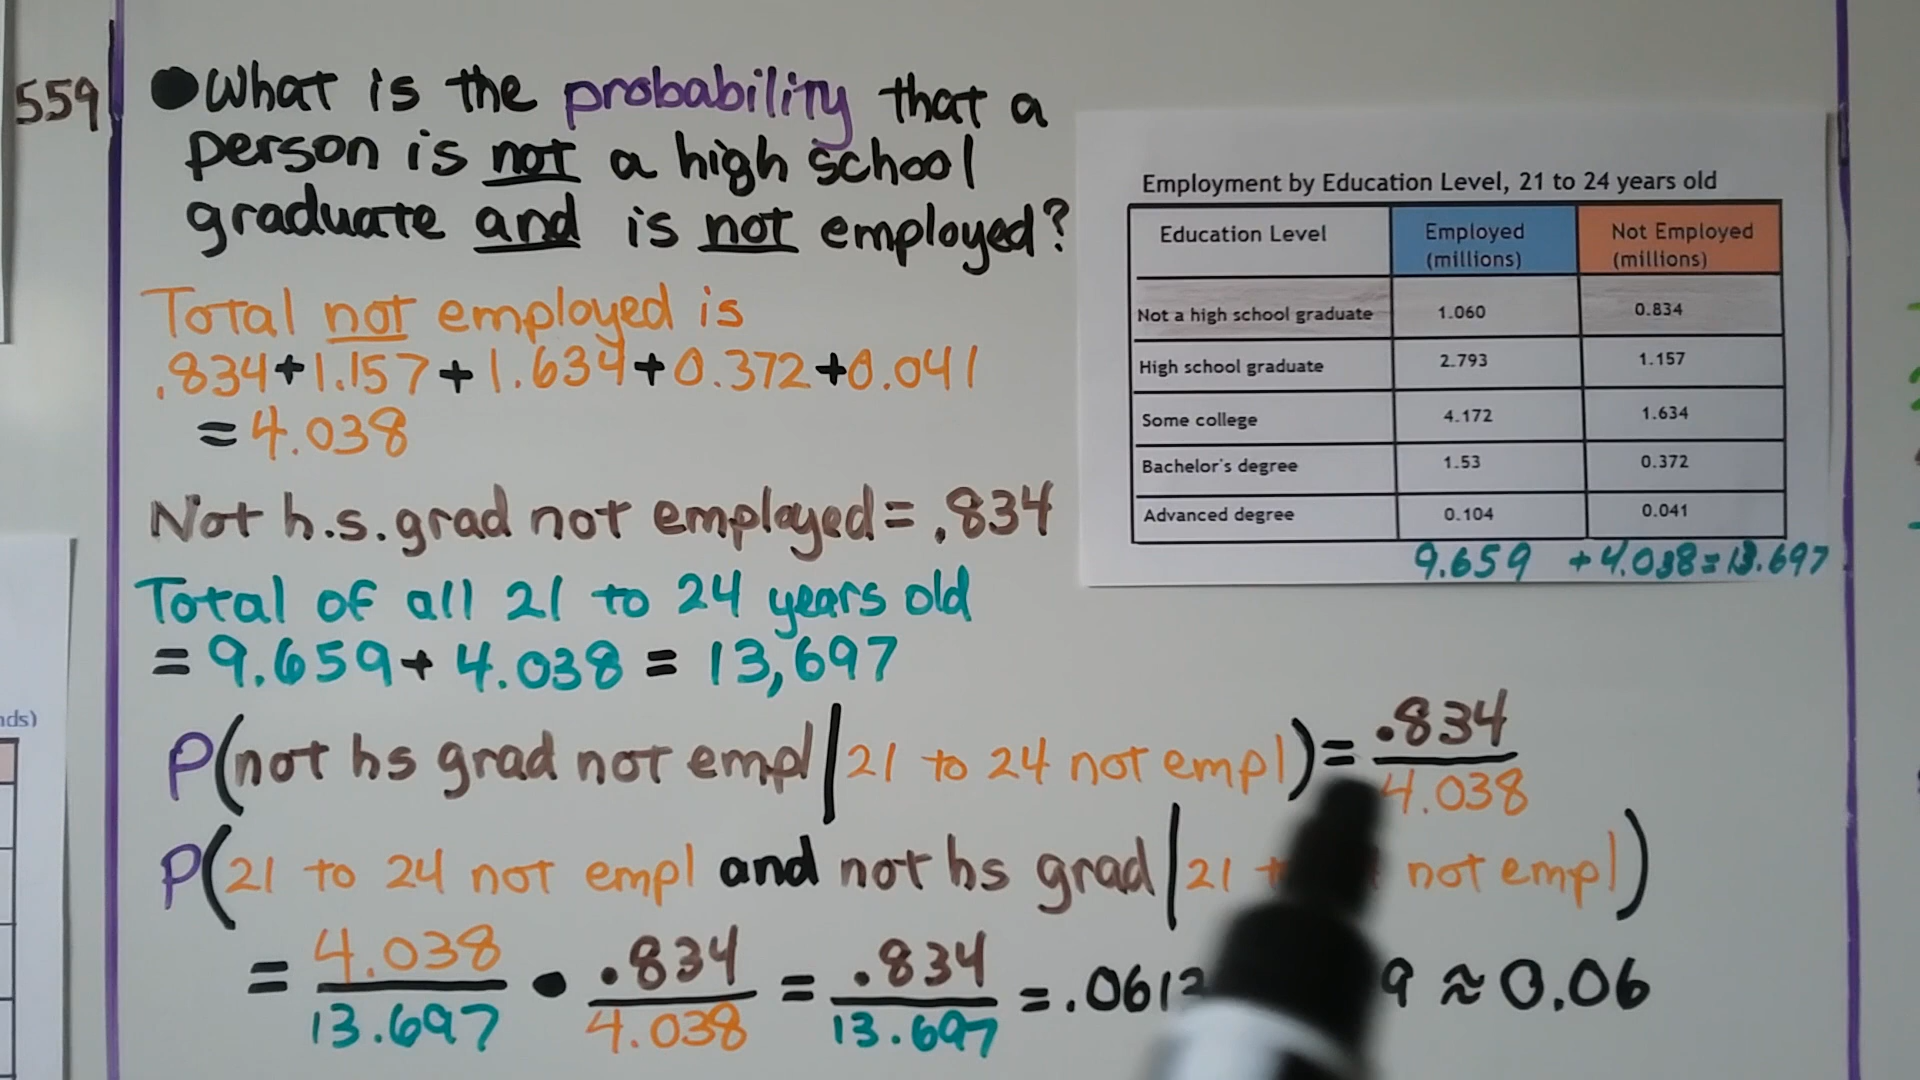 559
●What is the probability that a
person is not a high school
graduate and is not employed?
Total not employed is
.834+1.157+1.634+0.372+0.041
=4.038
Not h.s. grad not employed = .834
Total of all 21 to 24 years old
= 9.659+ 4.038 = 13,697
P(not hs grad not empl|21 to 24 not empl)= .834
4.038
P(21 to 24 not empl and not hs grad|21 not empl)
= 4.038 • .834 = .834 = .061 9 ≈ 0.06
13.697 4.038 13.697
Employment by Education Level, 21 to 24 years old
Education Level Employed (millions) Not Employed (millions)
Not a high school graduate 1.060 0.834
High school graduate 2.793 1.157
Some college 4.172 1.634
Bachelor's degree 1.53 0.372
Advanced degree 0.104 0.041
9.659 +4.038=13.697
nds)